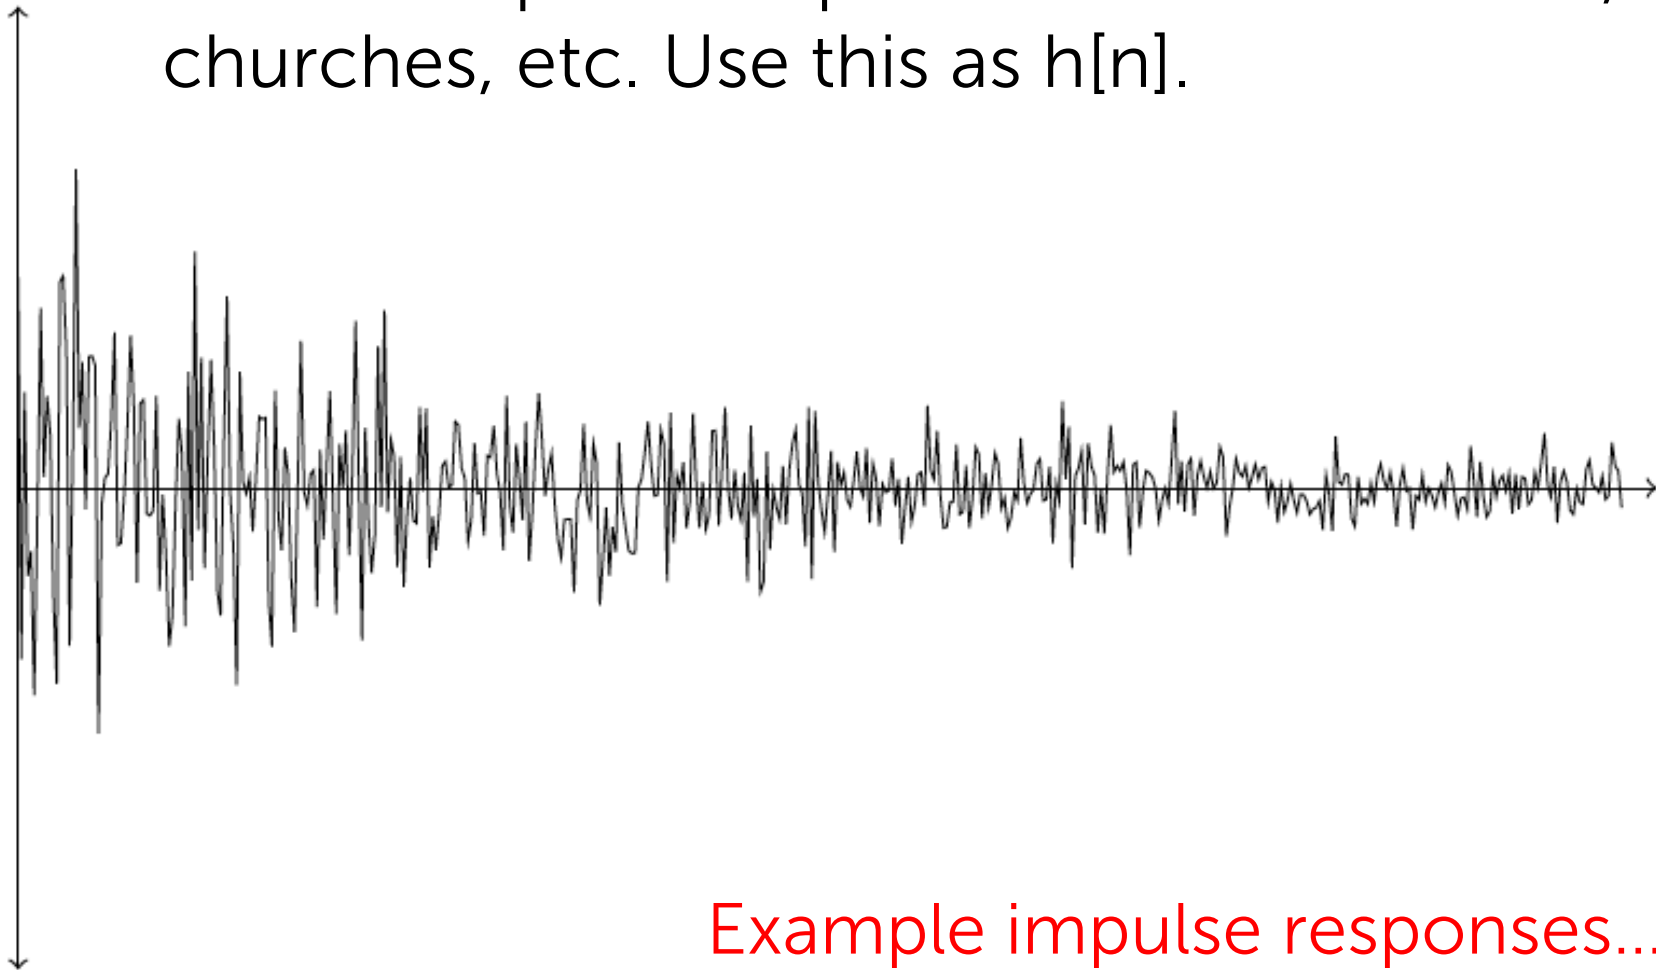 churches, etc. Use this as h[n].
Example impulse responses...